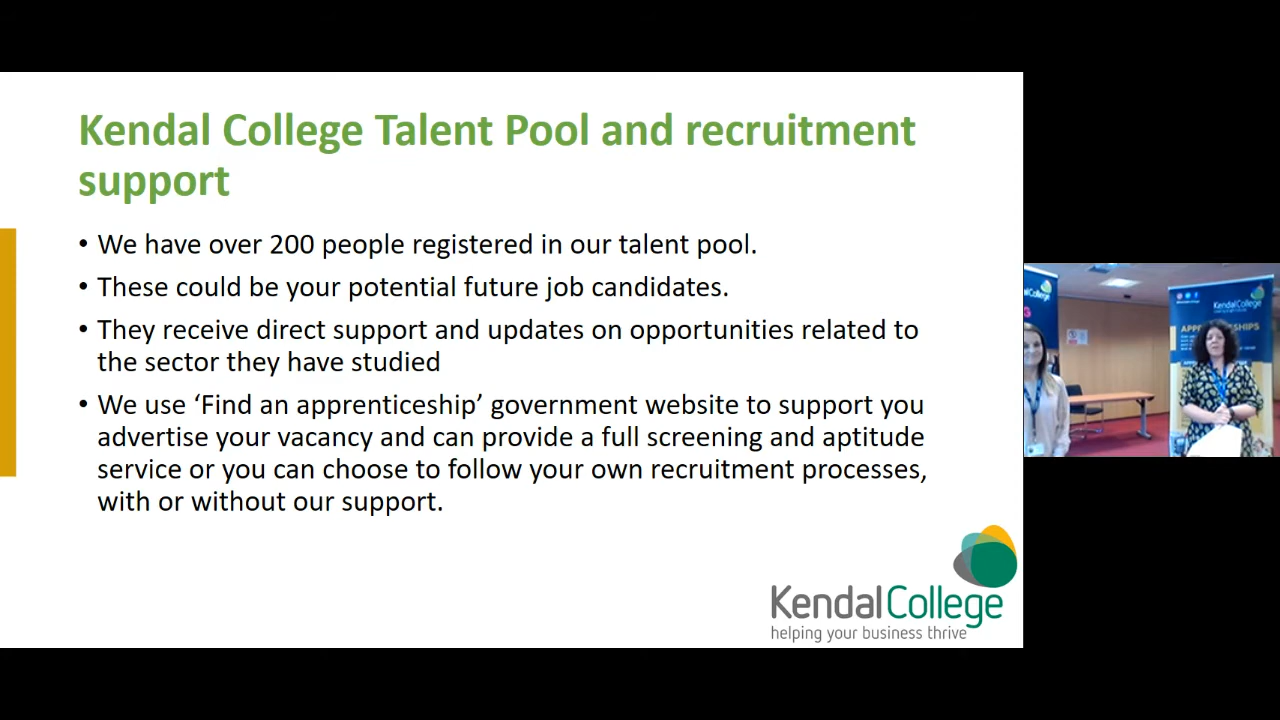 Kendal College Talent Pool and recruitment
support
• We have over 200 people registered in our talent pool.
• These could be your potential future job candidates.
• They receive direct support and updates on opportunities related to
the sector they have studied
• We use ‘Find an apprenticeship’ government website to support you
advertise your vacancy and can provide a full screening and aptitude
service or you can choose to follow your own recruitment processes,
with or without our support.
KendalCollege
helping your business thrive
KendalCollege